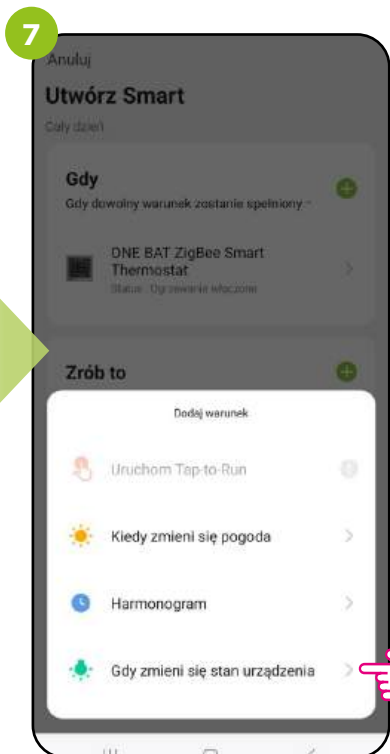 7
Anuluj
Utwórz Smart
Cały dzień
Gdy
Gdy dowolny warunek zostanie spełniony
ONE BAT ZigBee Smart
Thermostat
Status : Ogrzewanie włączone
Zrób to
Dodaj warunek
Uruchom Tap-to-Run
Kiedy zmieni się pogoda
Harmonogram
Gdy zmieni się stan urządzenia